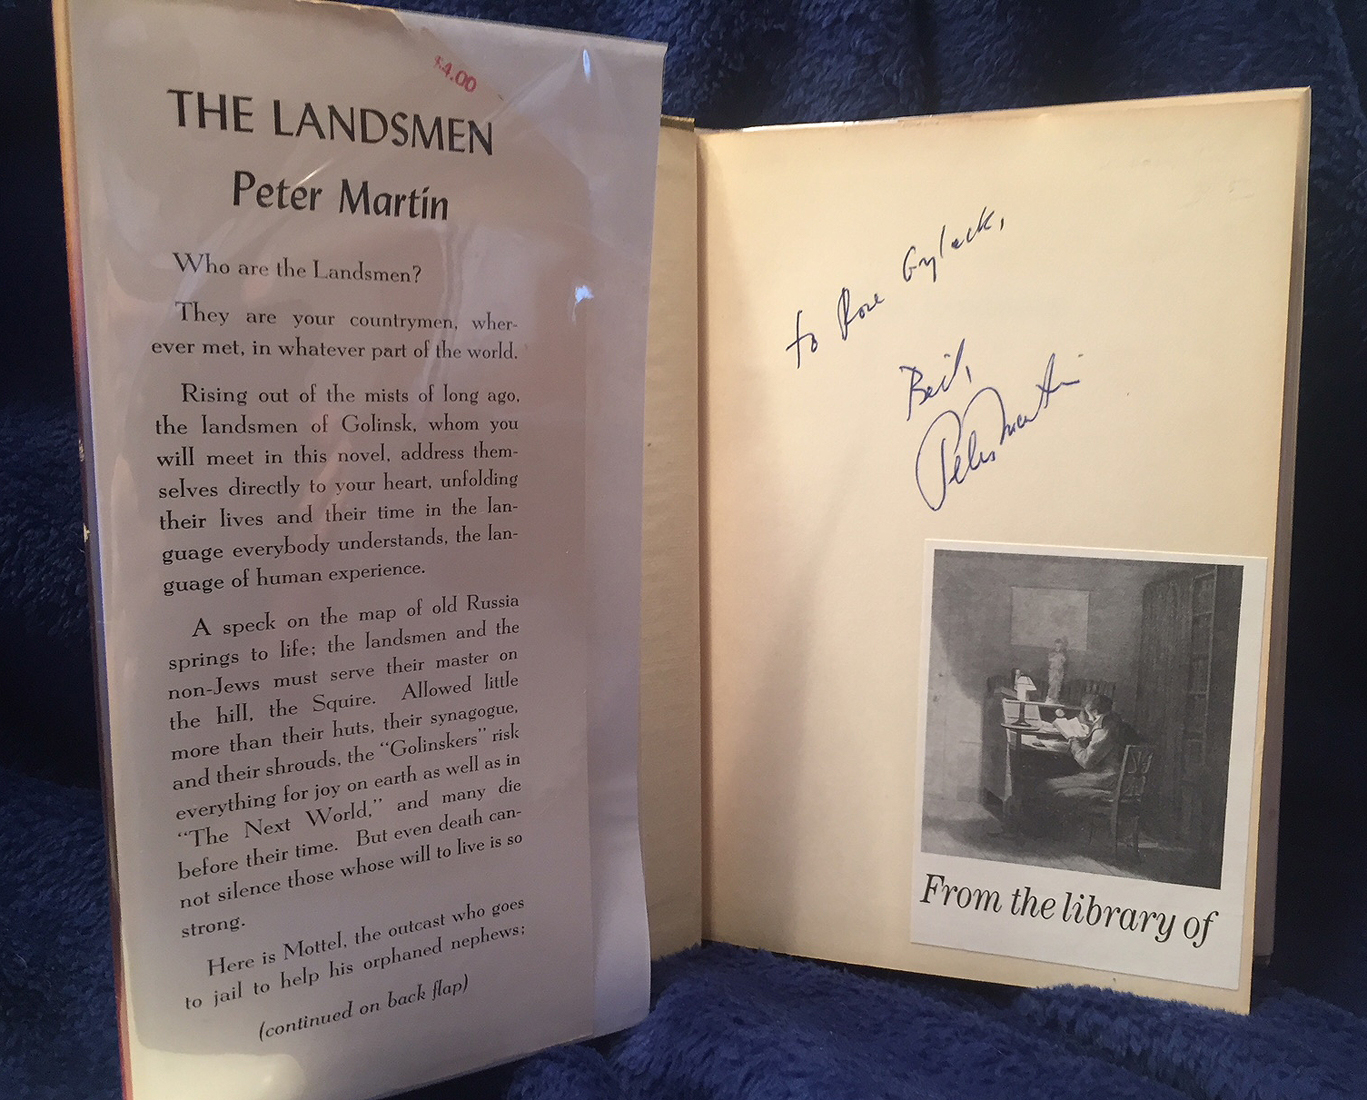 $4.00
THE LANDSMEN
Peter Martin
Who are the Landsmen?
They are your countrymen, wher-
ever met, in whatever part of the world.
Rising out of the mists of long ago,
the landsmen of Golinsk, whom you
will meet in this novel, address them-
selves directly to your heart, unfolding
their lives and their time in the lan-
guage everybody understands, the lan-
guage of human experience.
A speck on the map of old Russia
springs to life; the landsmen and the
non-Jews must serve their master on
the hill, the Squire. Allowed little
more than their huts, their synagogue,
and their shrouds, the "Golinskers" risk
everything for joy on earth as well as in
"The Next World," and many die
before their time. But even death can-
not silence those whose will to live is so
strong.
Here is Mottel, the outcast who goes
to jail to help his orphaned nephews;
(continued on back flap)
to Rose
Best,
Peter Martin
From the library of